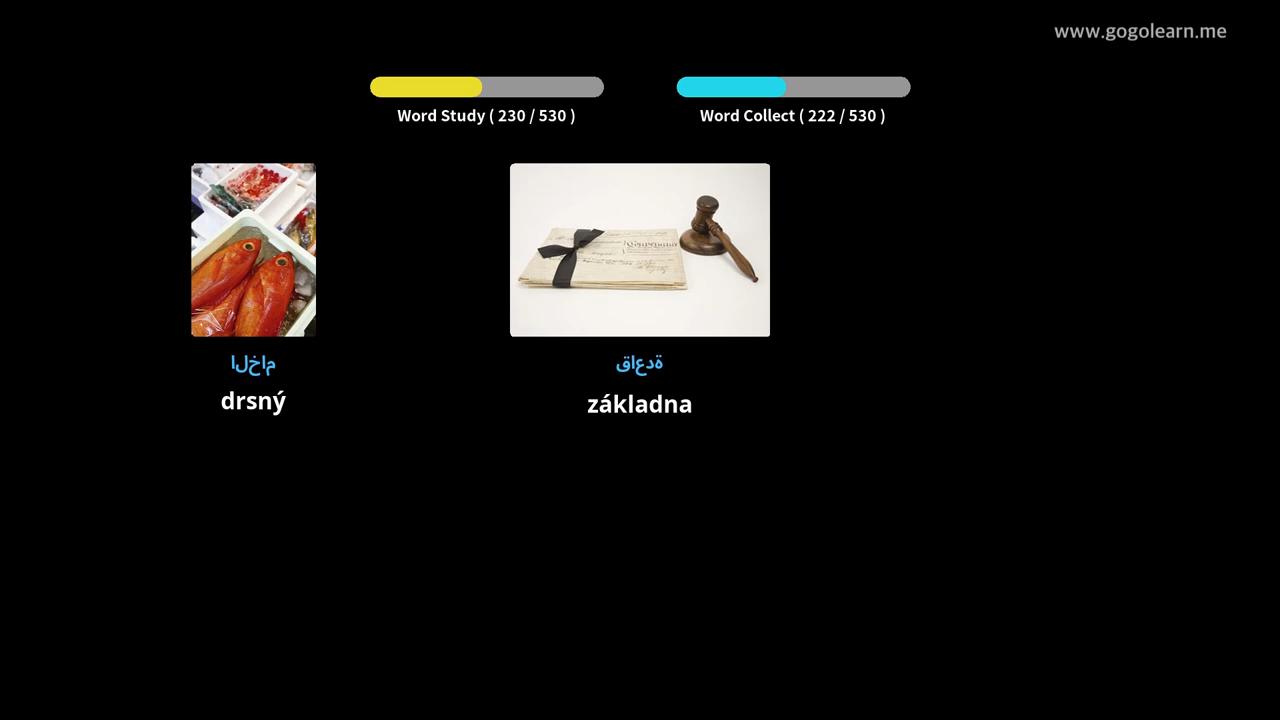 www.gogolearn.me
Word Study ( 230 / 530 )
Word Collect ( 222 / 530 )
الخام
drsný
قاعدة
základna